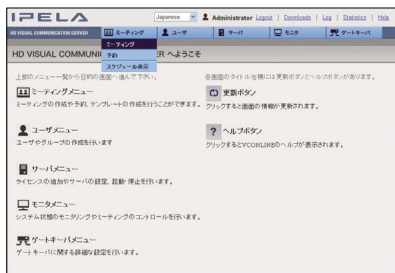 IPELA
Japanese
Administrator Logout | Downloads | Log | Statistics | Help
HD VISUAL COMMUNICATION SERVER
ミーティング
ユーザ
サーバ
モニタ
ゲートキーパ
ミーティング
予約
スケジュール表示
HD VISUAL COMMUNI
ER へようこそ
上部のメニュー一覧から目的の画面へ進んで下さい。
ミーティングメニュー
ミーティングの作成や予約、テンプレートの作成を行うことができます。
ユーザメニュー
ユーザやグループの作成を行います
サーバメニュー
ライセンスの追加やサーバの設定、起動・停止を行います。
モニタメニュー
システム状態のモニタリングやミーティングのコントロールを行います。
ゲートキーパメニュー
ゲートキーパに関する詳細な設定を行います。
各画面のタイトル右横には更新ボタンとヘルプボタンがあります。
更新ボタン
クリックすると画面の情報が更新されます。
ヘルプボタン
クリックするとVCONLINEのヘルプが表示されます。